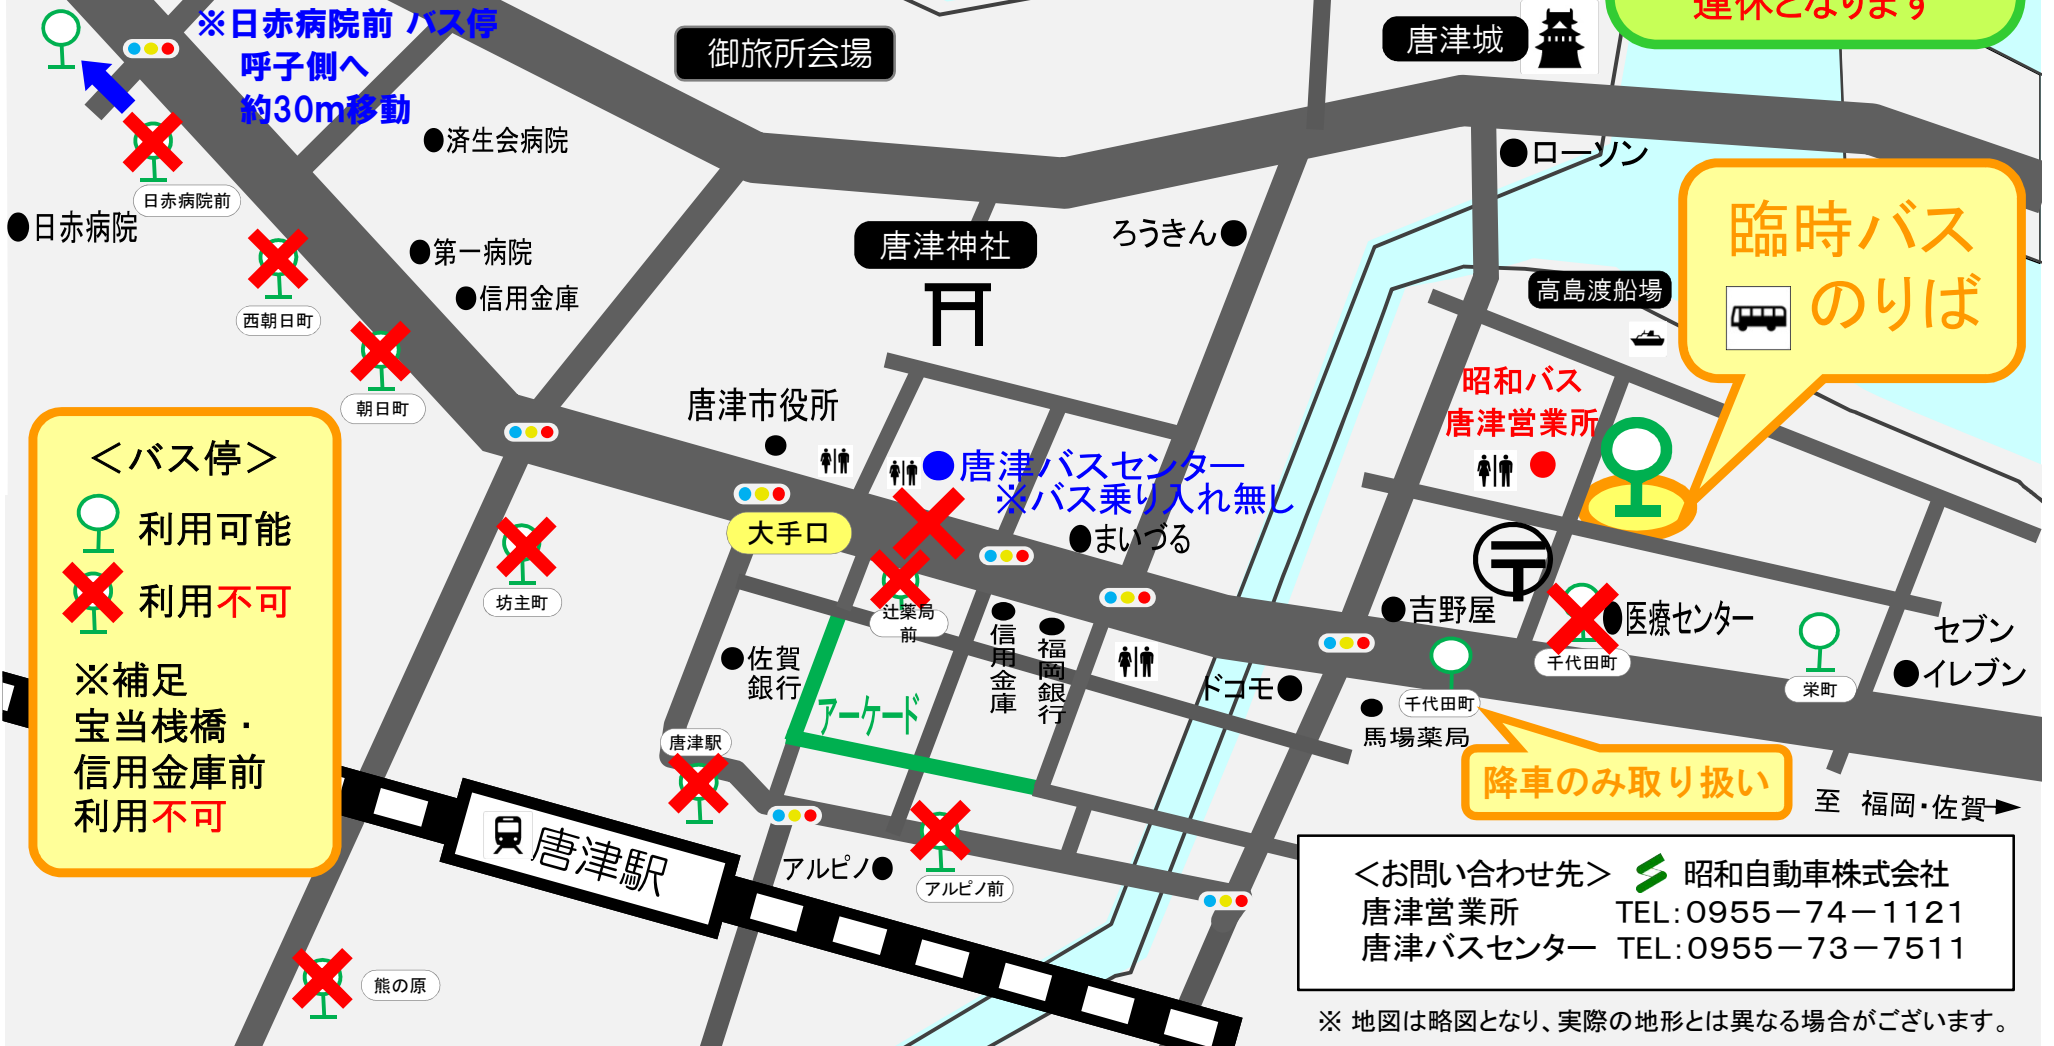 ※日赤病院前 バス停
呼子側へ
約30m移動
御旅所会場
唐津城
運休となります
済生会病院
ローソン
日赤病院前
日赤病院
第一病院
信用金庫
西朝日町
朝日町
唐津神社
ろうきん
高島渡船場
臨時バス
のりば
昭和バス
唐津営業所
唐津市役所
唐津バスセンター
※バス乗り入れ無し
大手口
まいづる
＜バス停＞
利用可能
利用不可
※補足
宝当桟橋・
信用金庫前
利用不可
坊主町
辻薬局
前
信用金庫
福岡銀行
佐賀
銀行
アーケード
吉野屋
医療センター
千代田町
セブン
イレブン
栄町
ドコモ
千代田町
馬場薬局
唐津駅
降車のみ取り扱い
至 福岡・佐賀
唐津駅
アルピノ
アルピノ前
熊の原
＜お問い合わせ先＞ 昭和自動車株式会社
唐津営業所 TEL:0955－74－1121
唐津バスセンター TEL:0955－73－7511
※ 地図は略図となり、実際の地形とは異なる場合がございます。